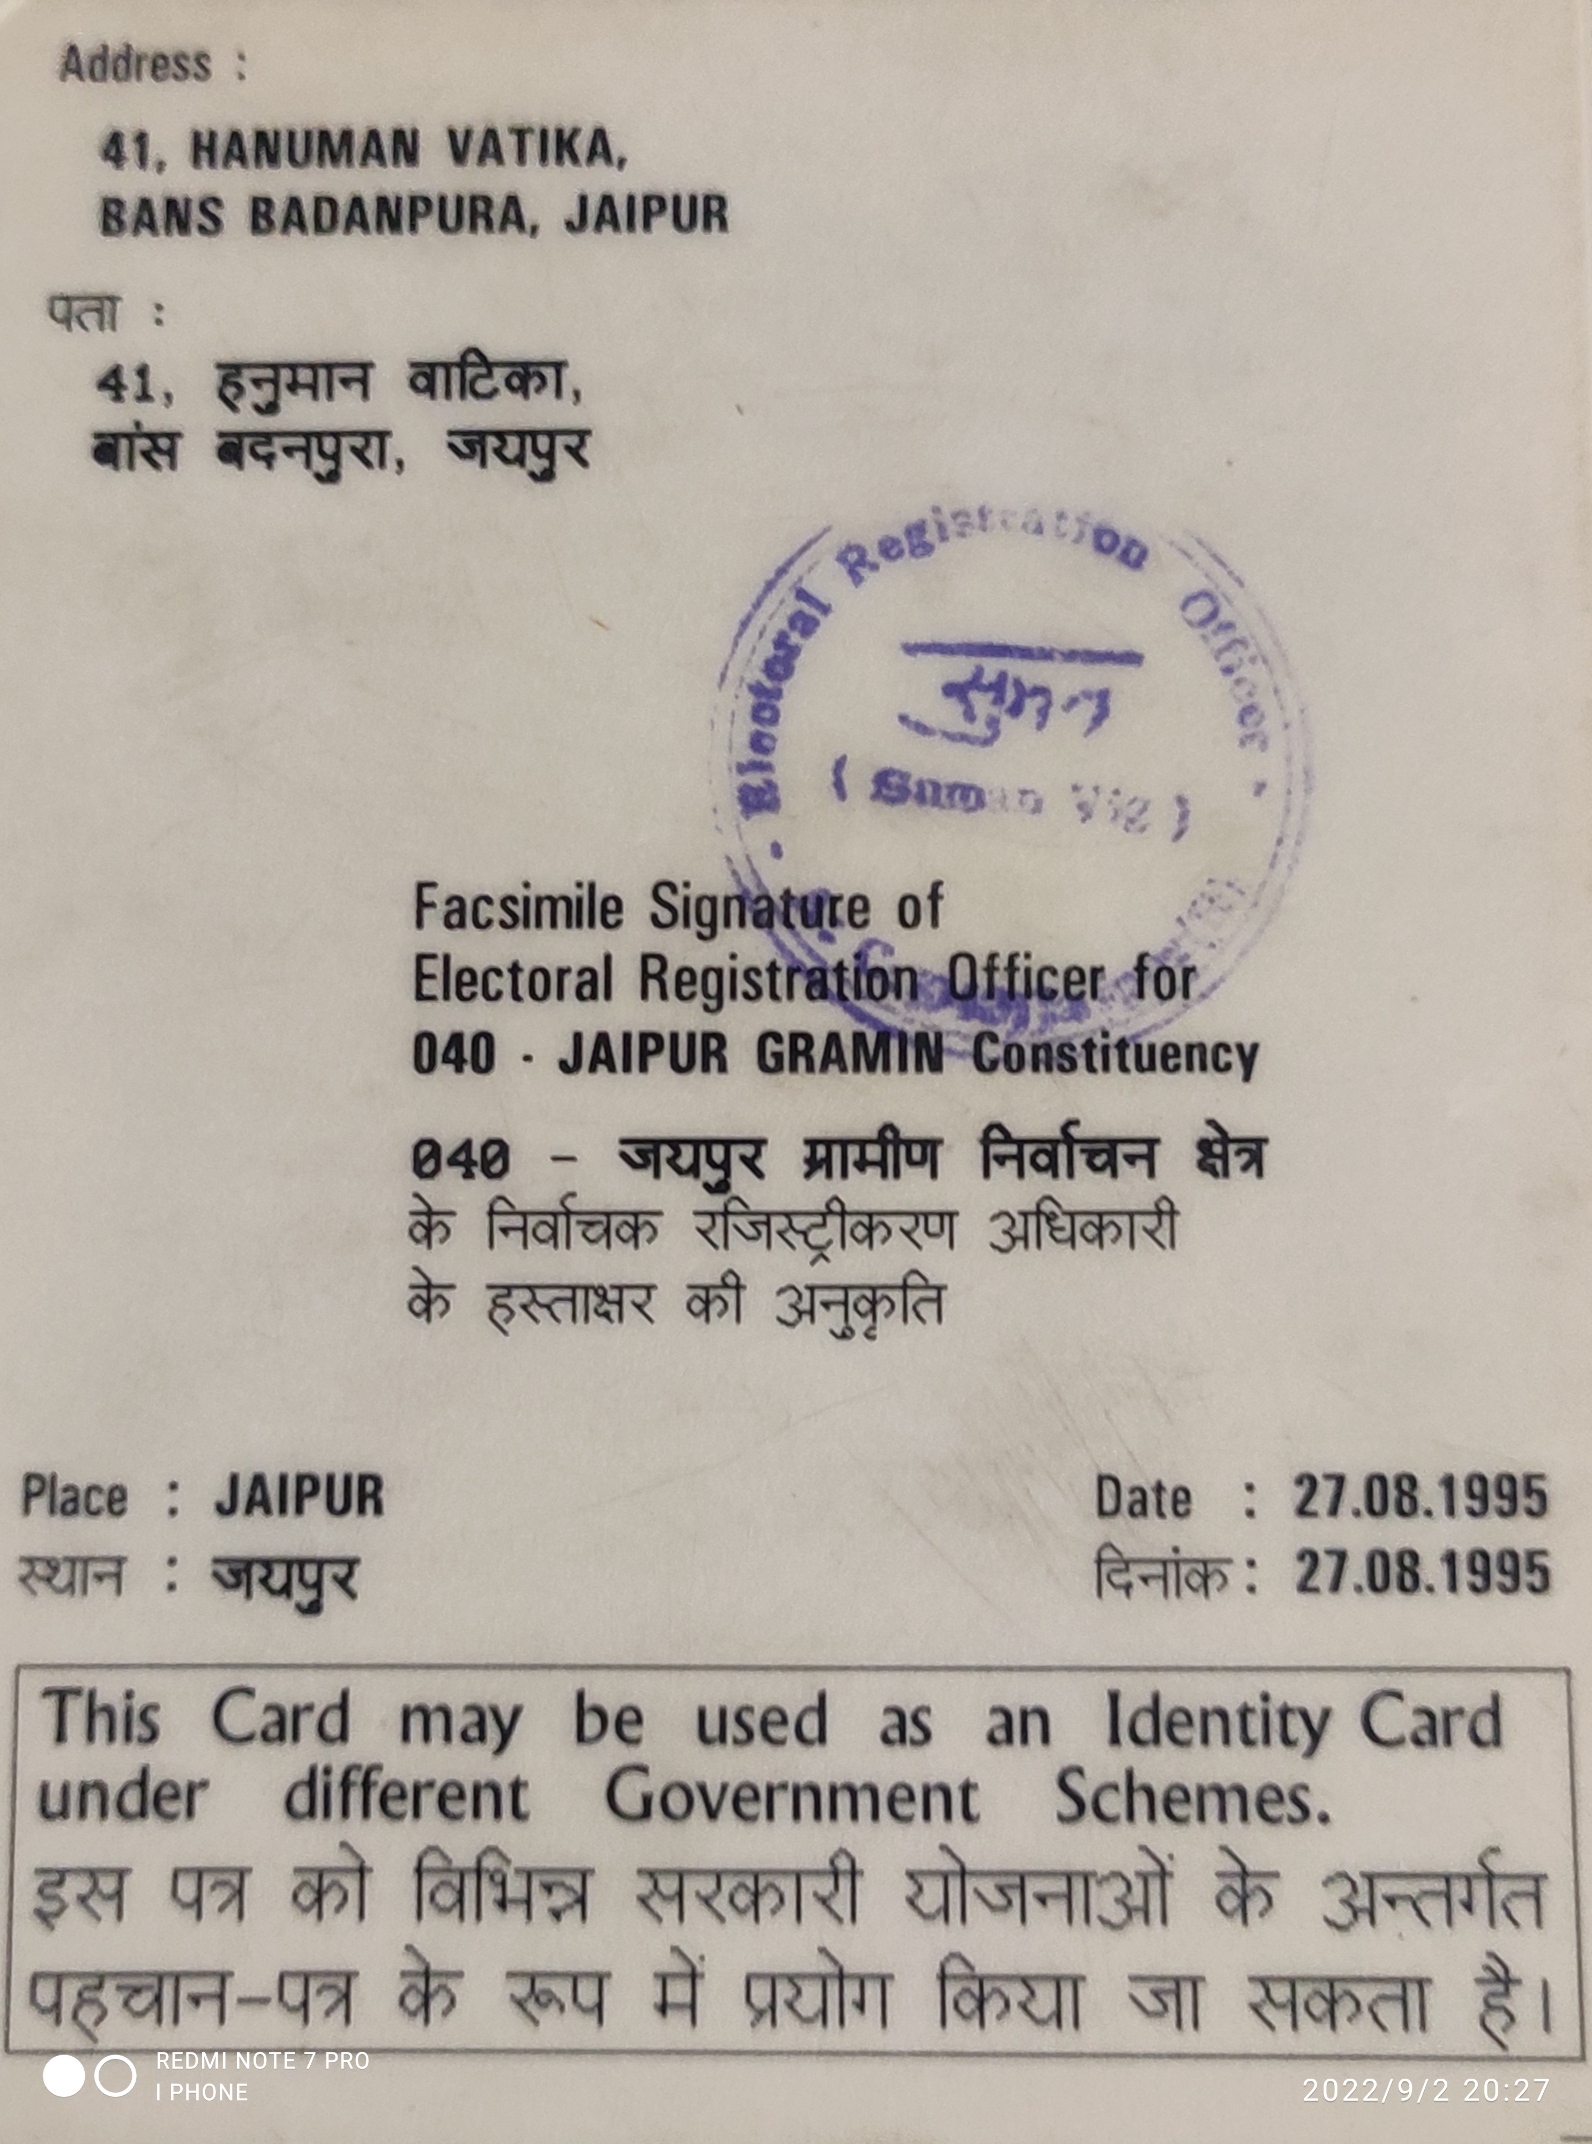 Address :
41, HANUMAN VATIKA,
BANS BADANPURA, JAIPUR
पता :
41, हनुमान वाटिका,
बांस बदनपुरा, जयपुर
Electoral Registration Officer
सुमन
( Suman Vig )
Facsimile Signature of
Electoral Registration Officer for
040 - JAIPUR GRAMIN Constituency
040 - जयपुर ग्रामीण निर्वाचन क्षेत्र
के निर्वाचक रजिस्ट्रीकरण अधिकारी
के हस्ताक्षर की अनुकृति
Place : JAIPUR Date : 27.08.1995
स्थान : जयपुर दिनांक : 27.08.1995
This Card may be used as an Identity Card
under different Government Schemes.
इस पत्र को विभिन्न सरकारी योजनाओं के अन्तर्गत
पहचान-पत्र के रूप में प्रयोग किया जा सकता है।
REDMI NOTE 7 PRO
I PHONE
2022/9/2 20:27